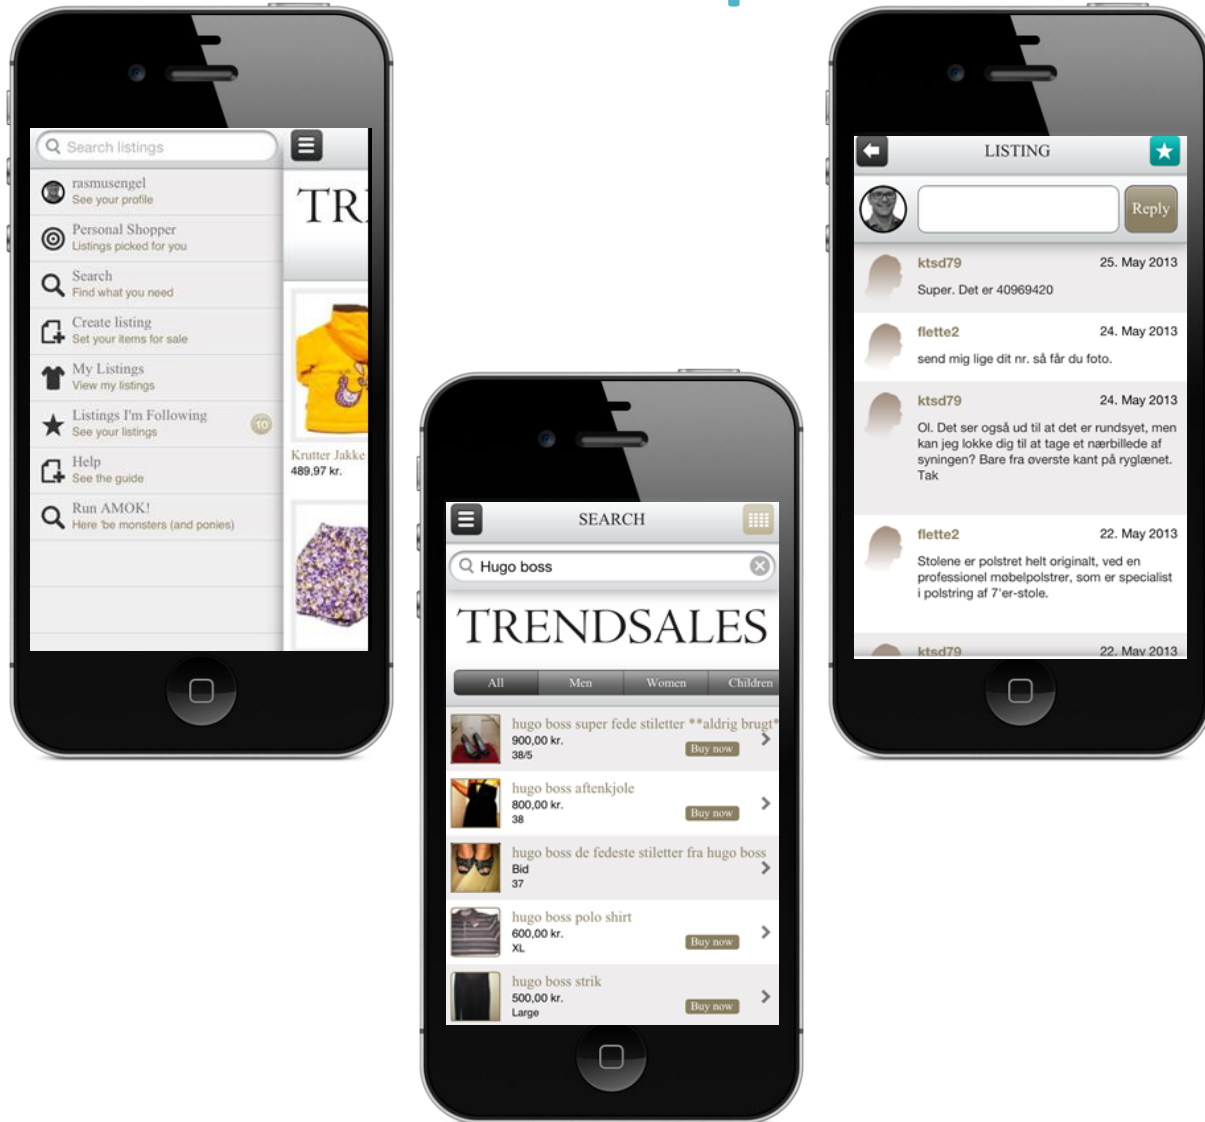 Search listings
rasmusengel
See your profile
Personal Shopper
Listings picked for you
Search
Find what you need
Create listing
Set your items for sale
My Listings
View my listings
Listings I'm Following
See your listings
10
Help
See the guide
Run AMOK!
Here 'be monsters (and ponies)
TRE
Krutter Jakke
489,97 kr.
SEARCH
Hugo boss
TRENDSALES
All Men Women Children
hugo boss super fede stiletter **aldrig brugt*
900,00 kr.
38/5
Buy now
hugo boss aftenkjole
800,00 kr.
38
Buy now
hugo boss de fedeste stiletter fra hugo boss
Bid
37
hugo boss polo shirt
600,00 kr.
XL
Buy now
hugo boss strik
500,00 kr.
Large
Buy now
LISTING
Reply
ktsd79 25. May 2013
Super. Det er 40969420
flette2 24. May 2013
send mig lige dit nr. så får du foto.
ktsd79 24. May 2013
Ol. Det ser også ud til at det er rundsyet, men
kan jeg lokke dig til at tage et nærbillede af
syningen? Bare fra øverste kant på ryglænet.
Tak
flette2 22. May 2013
Stolene er polstret helt originalt, ved en
professionel møbelpolstrer, som er specialist
i polstring af 7'er-stole.
ktsd79 22. May 2013